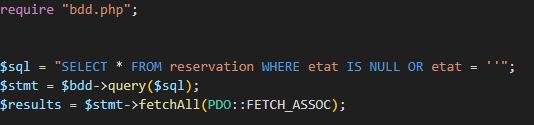 require "bdd.php";
$sql = "SELECT * FROM reservation WHERE etat IS NULL OR etat = ''";
$stmt = $bdd->query($sql);
$results = $stmt->fetchAll(PDO::FETCH_ASSOC);